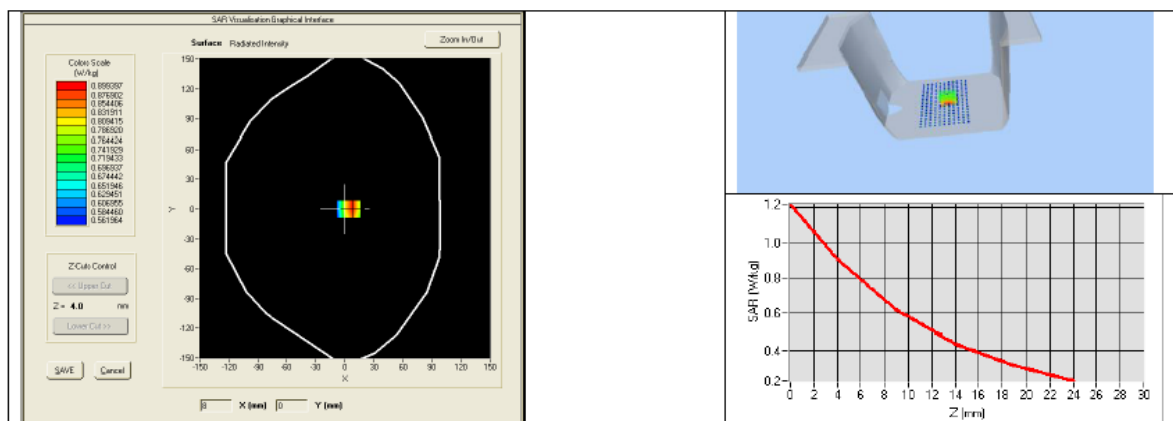 SAR Visualisation Graphical Interface
Surface Radiated Intensity
Zoom In/Out
Colors Scale
(W/kg)
0.899397
0.876902
0.854406
0.831911
0.809415
0.786920
0.764424
0.741929
0.719433
0.696937
0.674442
0.651946
0.629451
0.606955
0.584460
0.561964
Z-Cuts Control
<< Upper Cut
Z = 4.0 mm
Lower Cut >>
SAVE Cancel
150
120
90
60
30
0
-30
-60
-90
-120
-150
Y
-150 -120 -90 -60 -30 0 30 60 90 120 150
X
8 X (mm) 0 Y (mm)
1.2
1.0
0.8
0.6
0.4
0.2
SAR (W/kg)
0 2 4 6 8 10 12 14 16 18 20 22 24 26 28 30
Z (mm)